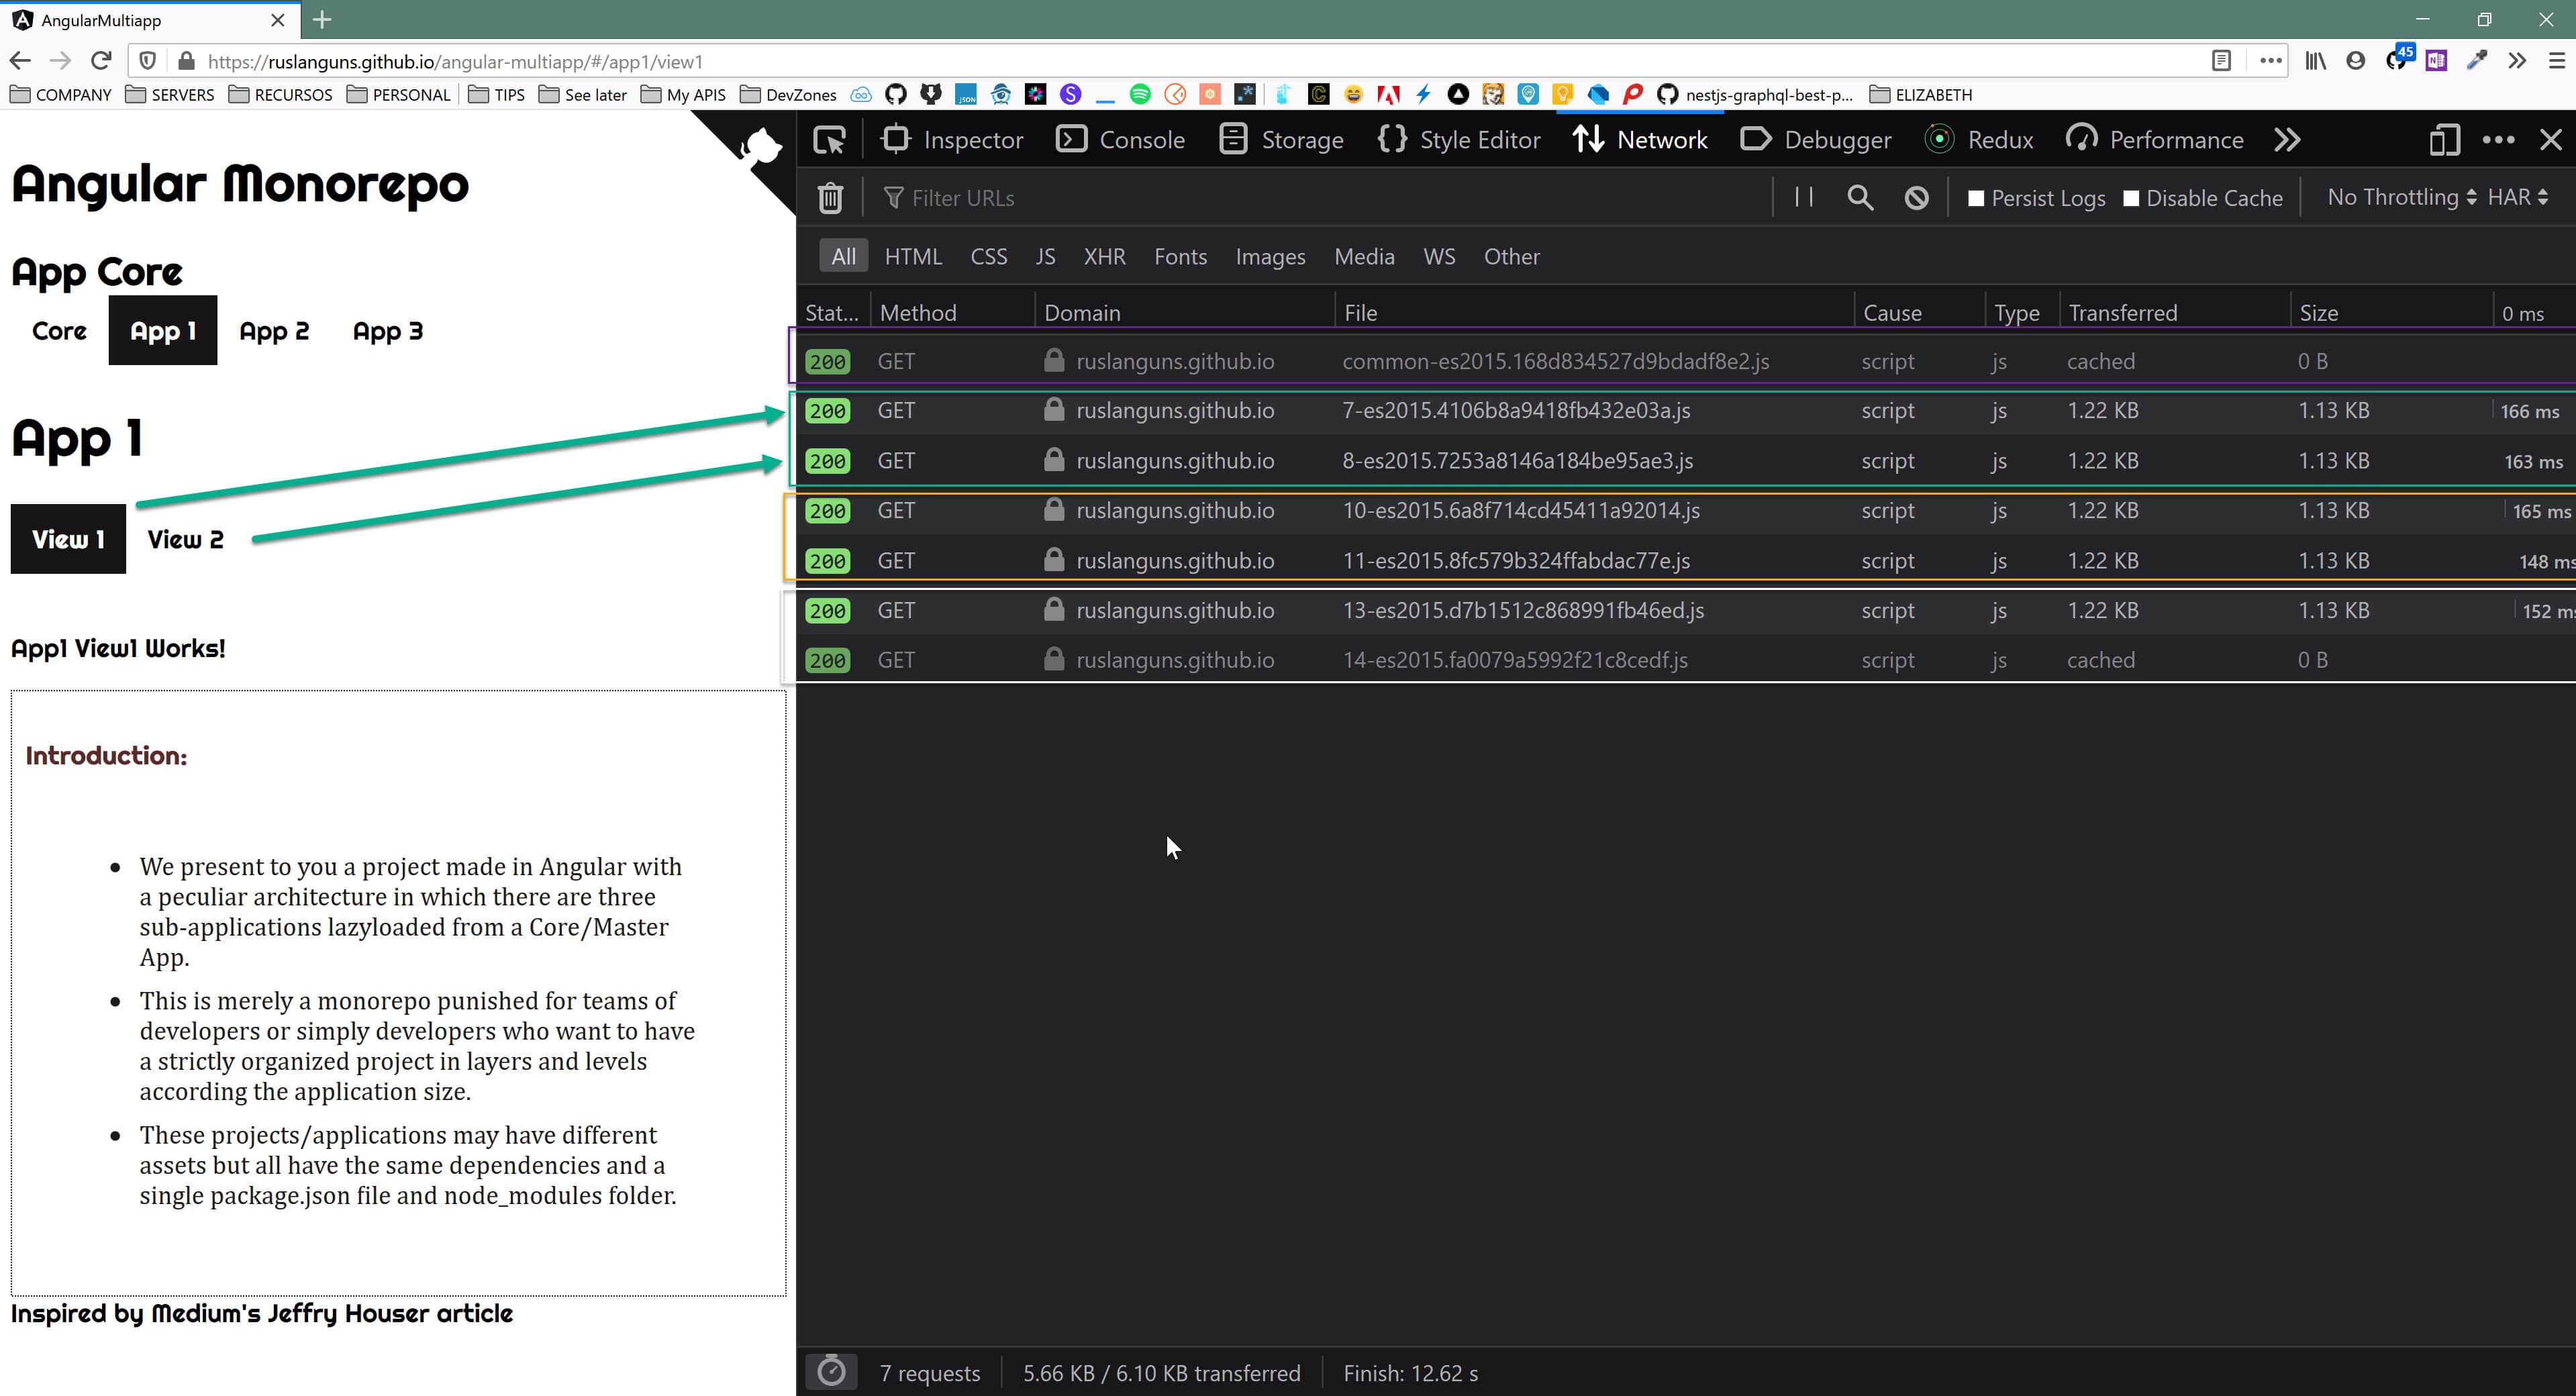 AngularMultiapp
https://ruslanguns.github.io/angular-multiapp/#/app1/view1
45
COMPANY SERVERS RECURSOS PERSONAL TIPS See later My APIS DevZones nestjs-graphql-best-p... ELIZABETH
Angular Monorepo
App Core
Core App 1 App 2 App 3
App 1
View 1 View 2
App1 View1 Works!
Introduction:
We present to you a project made in Angular with
a peculiar architecture in which there are three
sub-applications lazyloaded from a Core/Master
App.
This is merely a monorepo punished for teams of
developers or simply developers who want to have
a strictly organized project in layers and levels
according the application size.
These projects/applications may have different
assets but all have the same dependencies and a
single package.json file and node_modules folder.
Inspired by Medium's Jeffry Houser article
Inspector Console Storage Style Editor Network Debugger Redux Performance
Filter URLs Persist Logs Disable Cache No Throttling HAR
All HTML CSS JS XHR Fonts Images Media WS Other
Stat... Method Domain File Cause Type Transferred Size 0 ms
200 GET ruslanguns.github.io common-es2015.168d834527d9bdadf8e2.js script js cached 0 B
200 GET ruslanguns.github.io 7-es2015.4106b8a9418fb432e03a.js script js 1.22 KB 1.13 KB 166 ms
200 GET ruslanguns.github.io 8-es2015.7253a8146a184be95ae3.js script js 1.22 KB 1.13 KB 163 ms
200 GET ruslanguns.github.io 10-es2015.6a8f714cd45411a92014.js script js 1.22 KB 1.13 KB 165 ms
200 GET ruslanguns.github.io 11-es2015.8fc579b324ffabdac77e.js script js 1.22 KB 1.13 KB 148 ms
200 GET ruslanguns.github.io 13-es2015.d7b1512c868991fb46ed.js script js 1.22 KB 1.13 KB 152 ms
200 GET ruslanguns.github.io 14-es2015.fa0079a5992f21c8cedf.js script js cached 0 B
7 requests 5.66 KB / 6.10 KB transferred Finish: 12.62 s